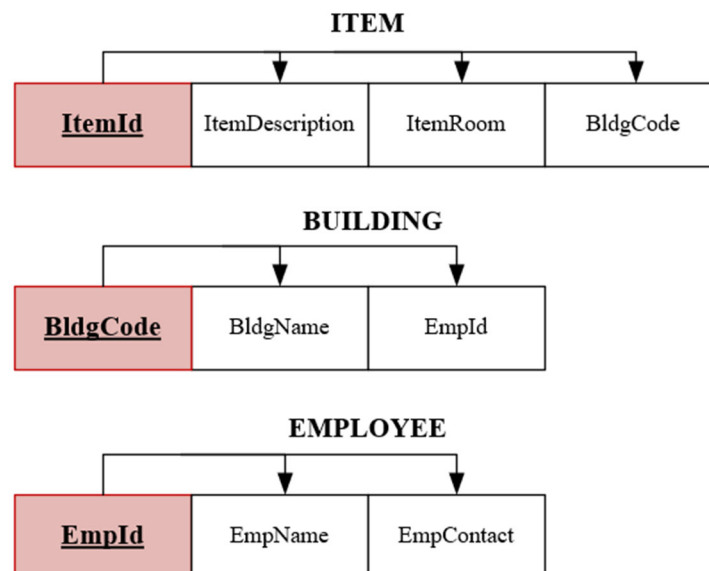 ITEM
ItemId ItemDescription ItemRoom BldgCode
BUILDING
BldgCode BldgName EmpId
EMPLOYEE
EmpId EmpName EmpContact